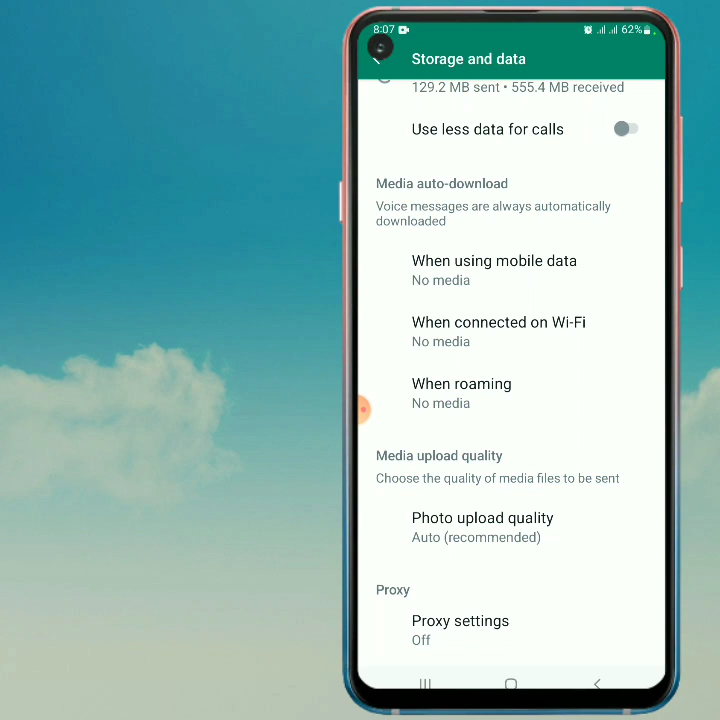 8:07 62%
Storage and data
129.2 MB sent • 555.4 MB received
Use less data for calls
Media auto-download
Voice messages are always automatically
downloaded
When using mobile data
No media
When connected on Wi-Fi
No media
When roaming
No media
Media upload quality
Choose the quality of media files to be sent
Photo upload quality
Auto (recommended)
Proxy
Proxy settings
Off